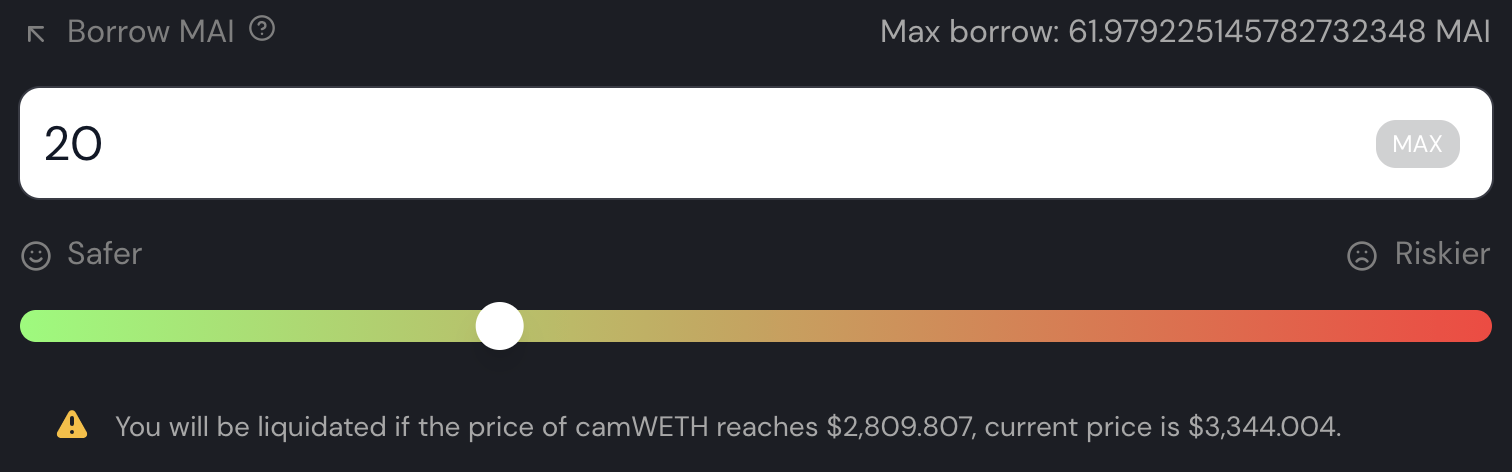 Borrow MAI
Max borrow: 61.979225145782732348 MAI
20
MAX
Safer
Riskier
You will be liquidated if the price of camWETH reaches $2,809.807, current price is $3,344.004.